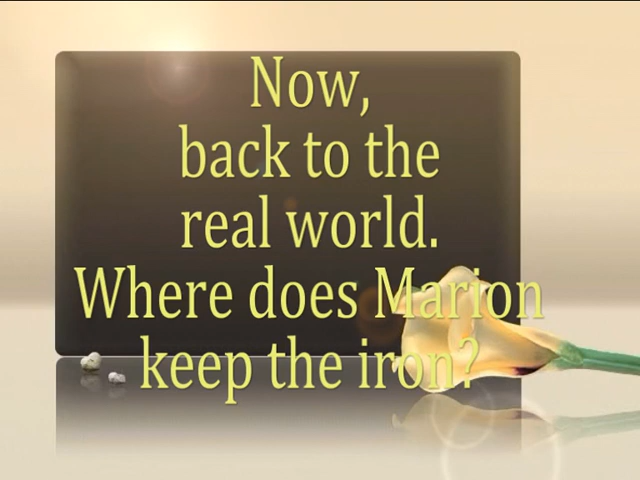 Now,
back to the
real world.
Where does Marion
keep the iron?